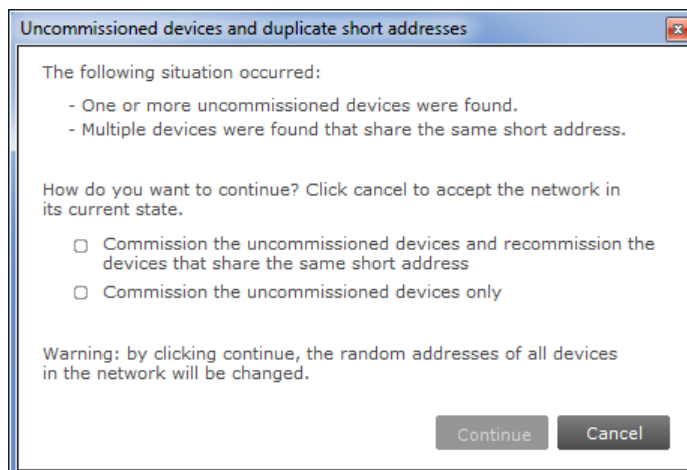 Uncommissioned devices and duplicate short addresses
The following situation occurred:
- One or more uncommissioned devices were found.
- Multiple devices were found that share the same short address.
How do you want to continue? Click cancel to accept the network in
its current state.
Commission the uncommissioned devices and recommission the
devices that share the same short address
Commission the uncommissioned devices only
Warning: by clicking continue, the random addresses of all devices
in the network will be changed.
Continue Cancel